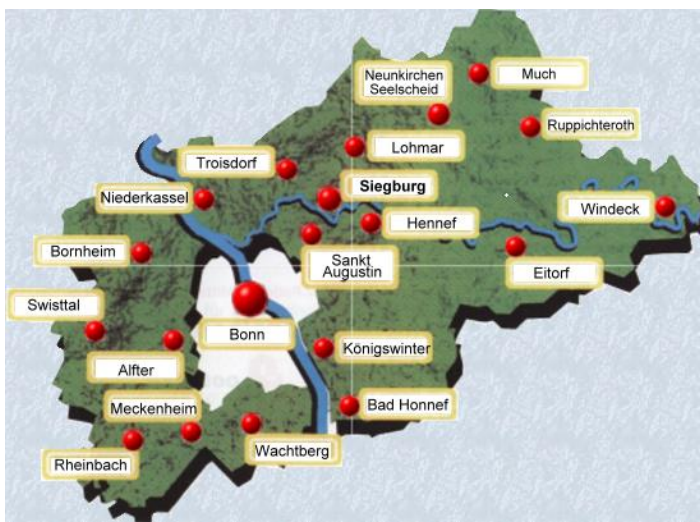 Much
Neunkirchen
Seelscheid
Ruppichteroth
Lohmar
Troisdorf
Siegburg
Niederkassel
Windeck
Hennef
Bornheim
Sankt
Augustin
Eitorf
Swisttal
Bonn
Königswinter
Alfter
Meckenheim
Bad Honnef
Wachtberg
Rheinbach